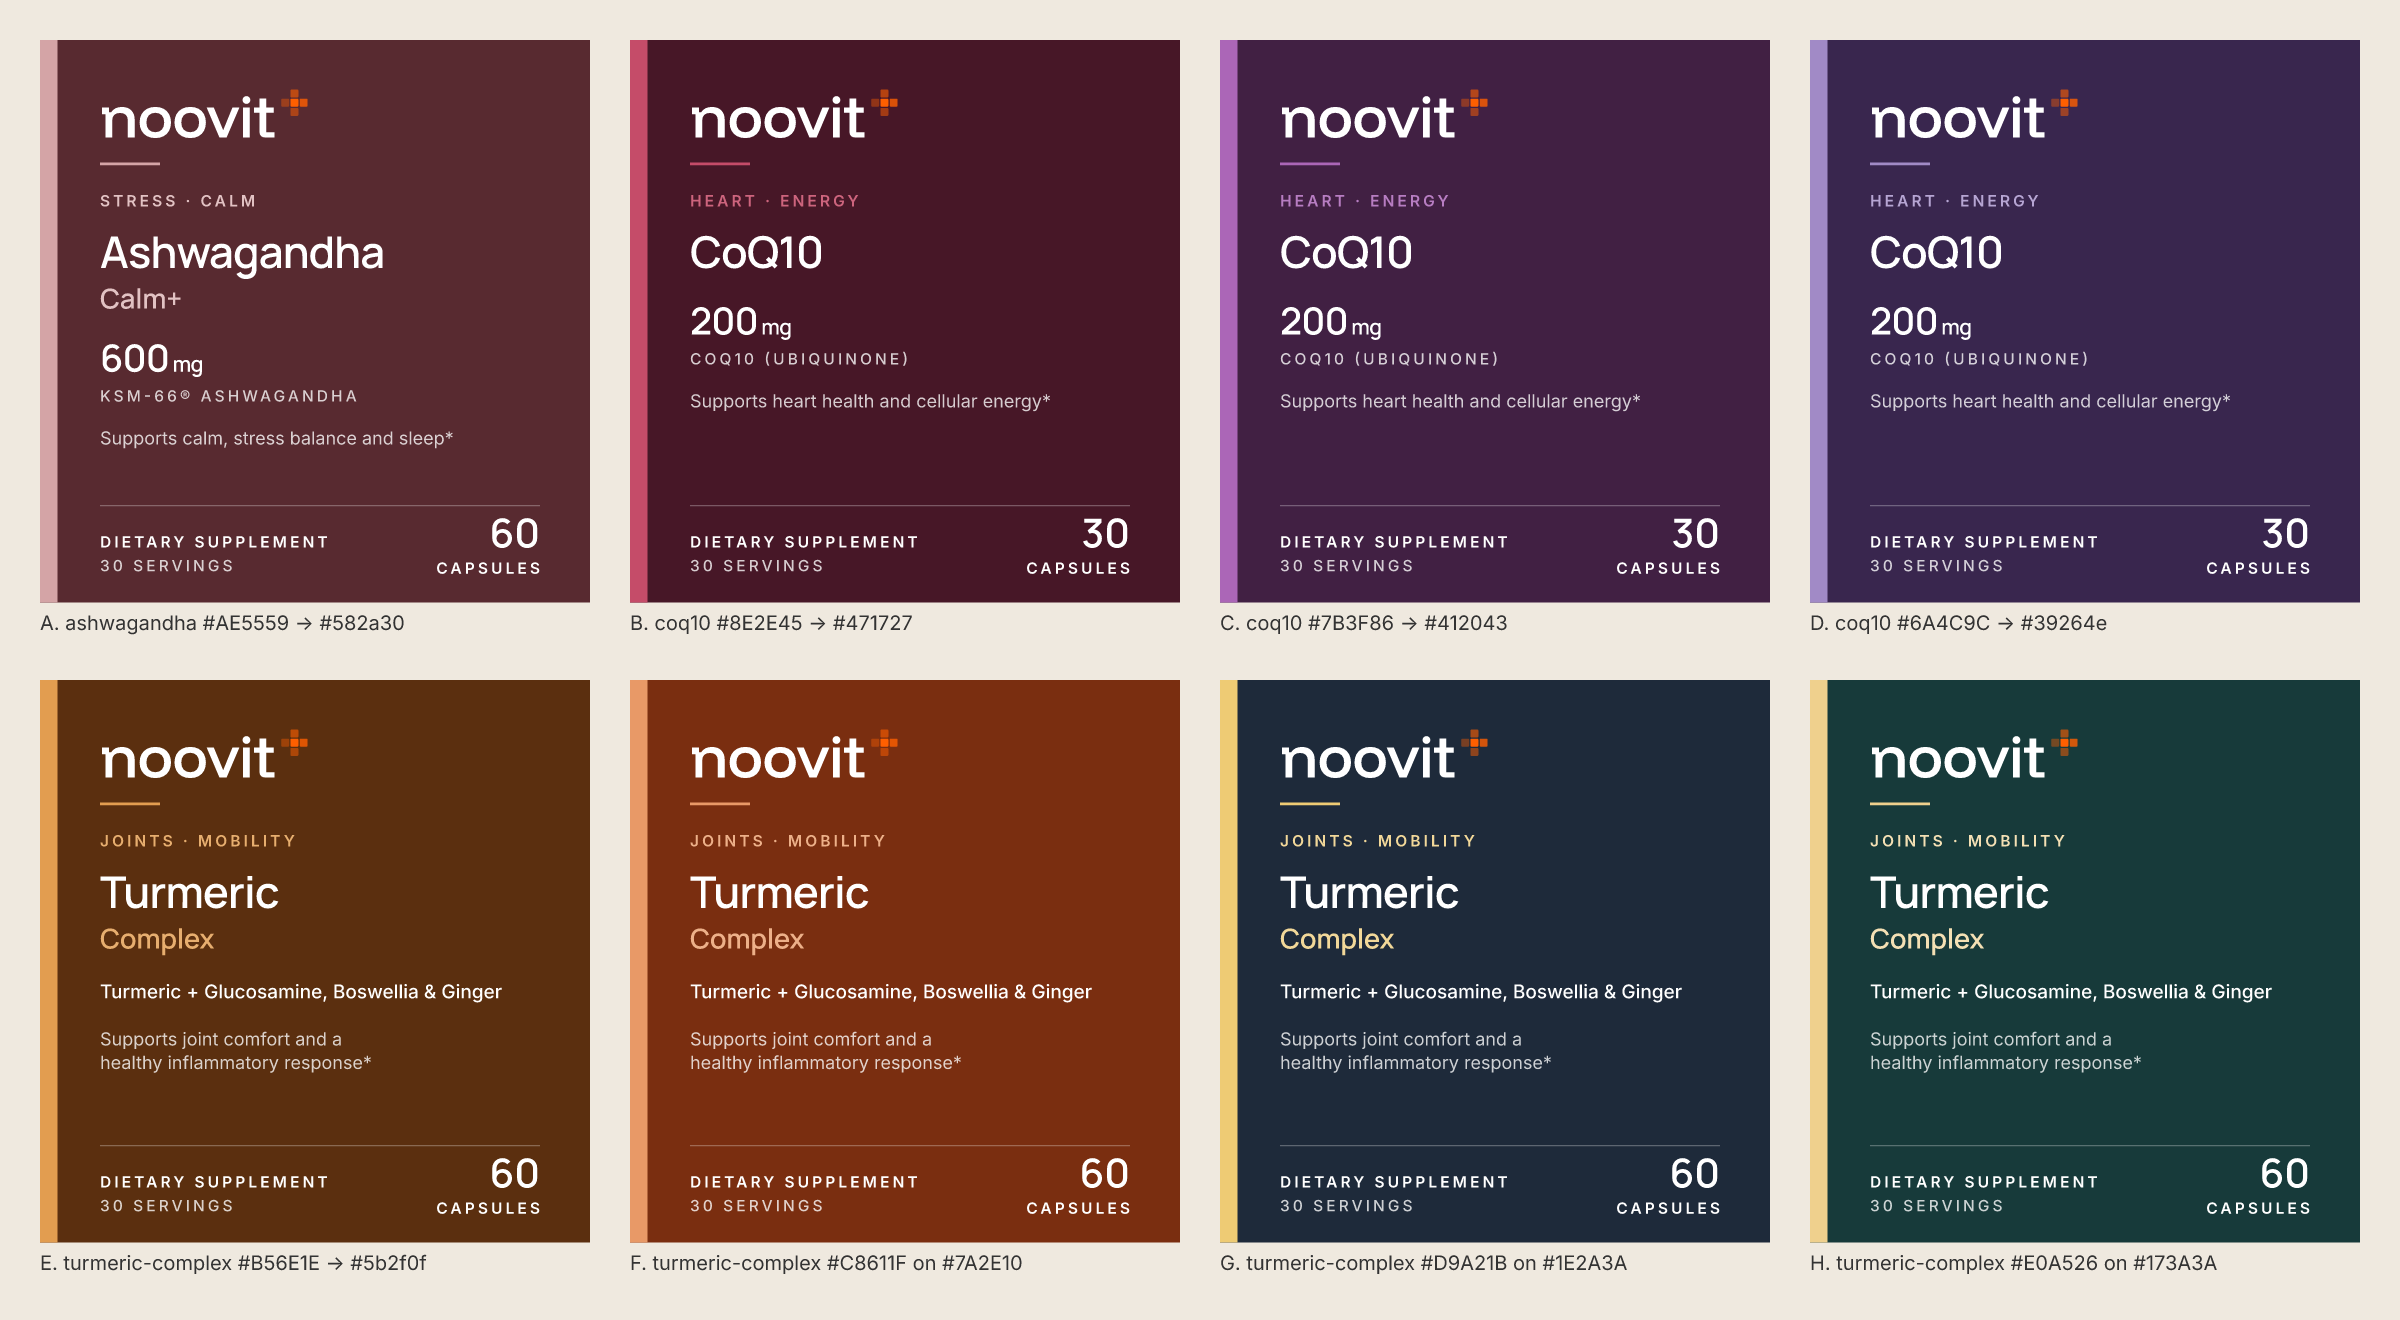 noovit
STRESS · CALM
Ashwagandha
Calm+
600 mg
KSM-66® ASHWAGANDHA
Supports calm, stress balance and sleep*
DIETARY SUPPLEMENT
30 SERVINGS
60
CAPSULES
A. ashwagandha #AE5559 → #582a30
noovit
HEART · ENERGY
CoQ10
200 mg
COQ10 (UBIQUINONE)
Supports heart health and cellular energy*
DIETARY SUPPLEMENT
30 SERVINGS
30
CAPSULES
B. coq10 #8E2E45 → #471727
noovit
HEART · ENERGY
CoQ10
200 mg
COQ10 (UBIQUINONE)
Supports heart health and cellular energy*
DIETARY SUPPLEMENT
30 SERVINGS
30
CAPSULES
C. coq10 #7B3F86 → #412043
noovit
HEART · ENERGY
CoQ10
200 mg
COQ10 (UBIQUINONE)
Supports heart health and cellular energy*
DIETARY SUPPLEMENT
30 SERVINGS
30
CAPSULES
D. coq10 #6A4C9C → #39264e
noovit
JOINTS · MOBILITY
Turmeric
Complex
Turmeric + Glucosamine, Boswellia & Ginger
Supports joint comfort and a
healthy inflammatory response*
DIETARY SUPPLEMENT
30 SERVINGS
60
CAPSULES
E. turmeric-complex #B56E1E → #5b2f0f
noovit
JOINTS · MOBILITY
Turmeric
Complex
Turmeric + Glucosamine, Boswellia & Ginger
Supports joint comfort and a
healthy inflammatory response*
DIETARY SUPPLEMENT
30 SERVINGS
60
CAPSULES
F. turmeric-complex #C8611F on #7A2E10
noovit
JOINTS · MOBILITY
Turmeric
Complex
Turmeric + Glucosamine, Boswellia & Ginger
Supports joint comfort and a
healthy inflammatory response*
DIETARY SUPPLEMENT
30 SERVINGS
60
CAPSULES
G. turmeric-complex #D9A21B on #1E2A3A
noovit
JOINTS · MOBILITY
Turmeric
Complex
Turmeric + Glucosamine, Boswellia & Ginger
Supports joint comfort and a
healthy inflammatory response*
DIETARY SUPPLEMENT
30 SERVINGS
60
CAPSULES
H. turmeric-complex #E0A526 on #173A3A